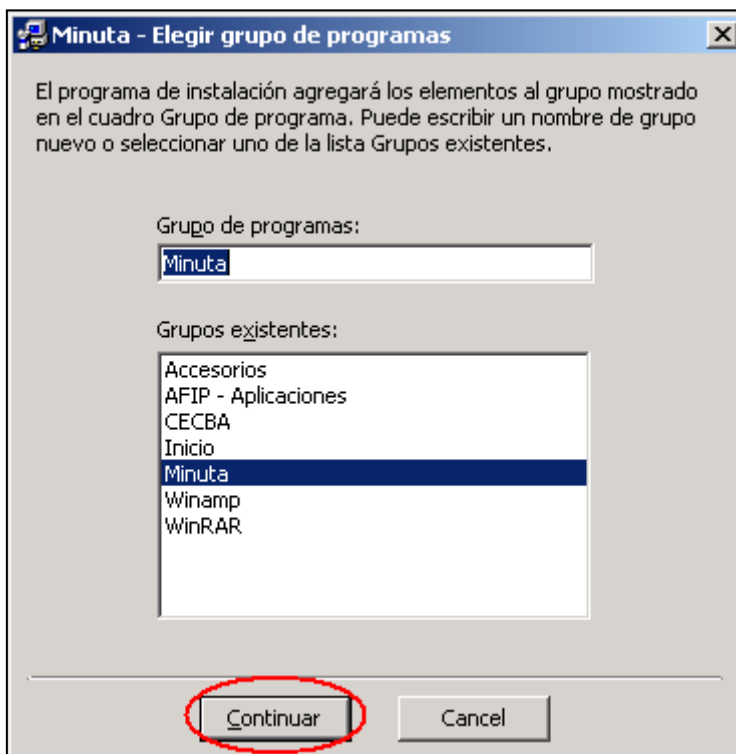 Minuta - Elegir grupo de programas
El programa de instalación agregará los elementos al grupo mostrado
en el cuadro Grupo de programa. Puede escribir un nombre de grupo
nuevo o seleccionar uno de la lista Grupos existentes.
Grupo de programas:
Minuta
Grupos existentes:
Accesorios
AFIP - Aplicaciones
CECBA
Inicio
Minuta
Winamp
WinRAR
Continuar
Cancel